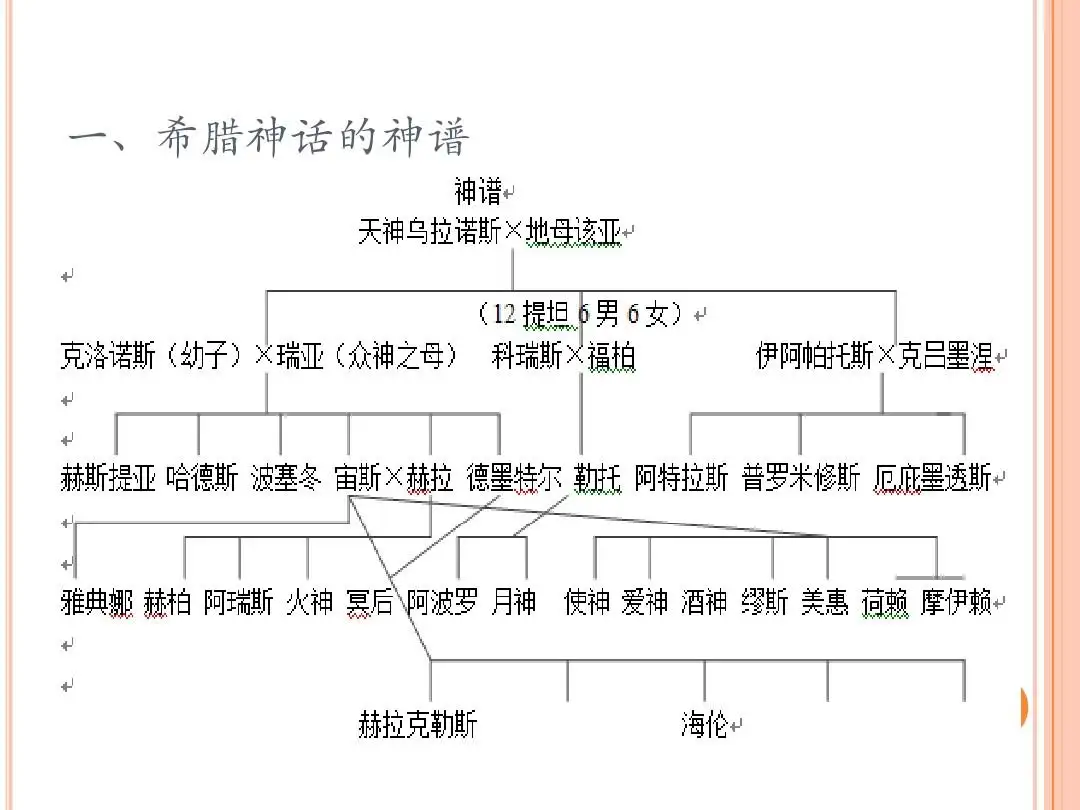 一、希腊神话的神谱
神谱
天神乌拉诺斯×地母该亚
（12提坦 6男6女）
克洛诺斯（幼子）×瑞亚（众神之母） 科瑞斯×福柏 伊阿帕托斯×克吕墨涅
赫斯提亚 哈德斯 波塞冬 宙斯×赫拉 德墨特尔 勒托 阿特拉斯 普罗米修斯 厄庇墨透斯
雅典娜 赫柏 阿瑞斯 火神 冥后 阿波罗 月神 使神 爱神 酒神 缪斯 美惠 荷赖 摩伊赖
赫拉克勒斯 海伦